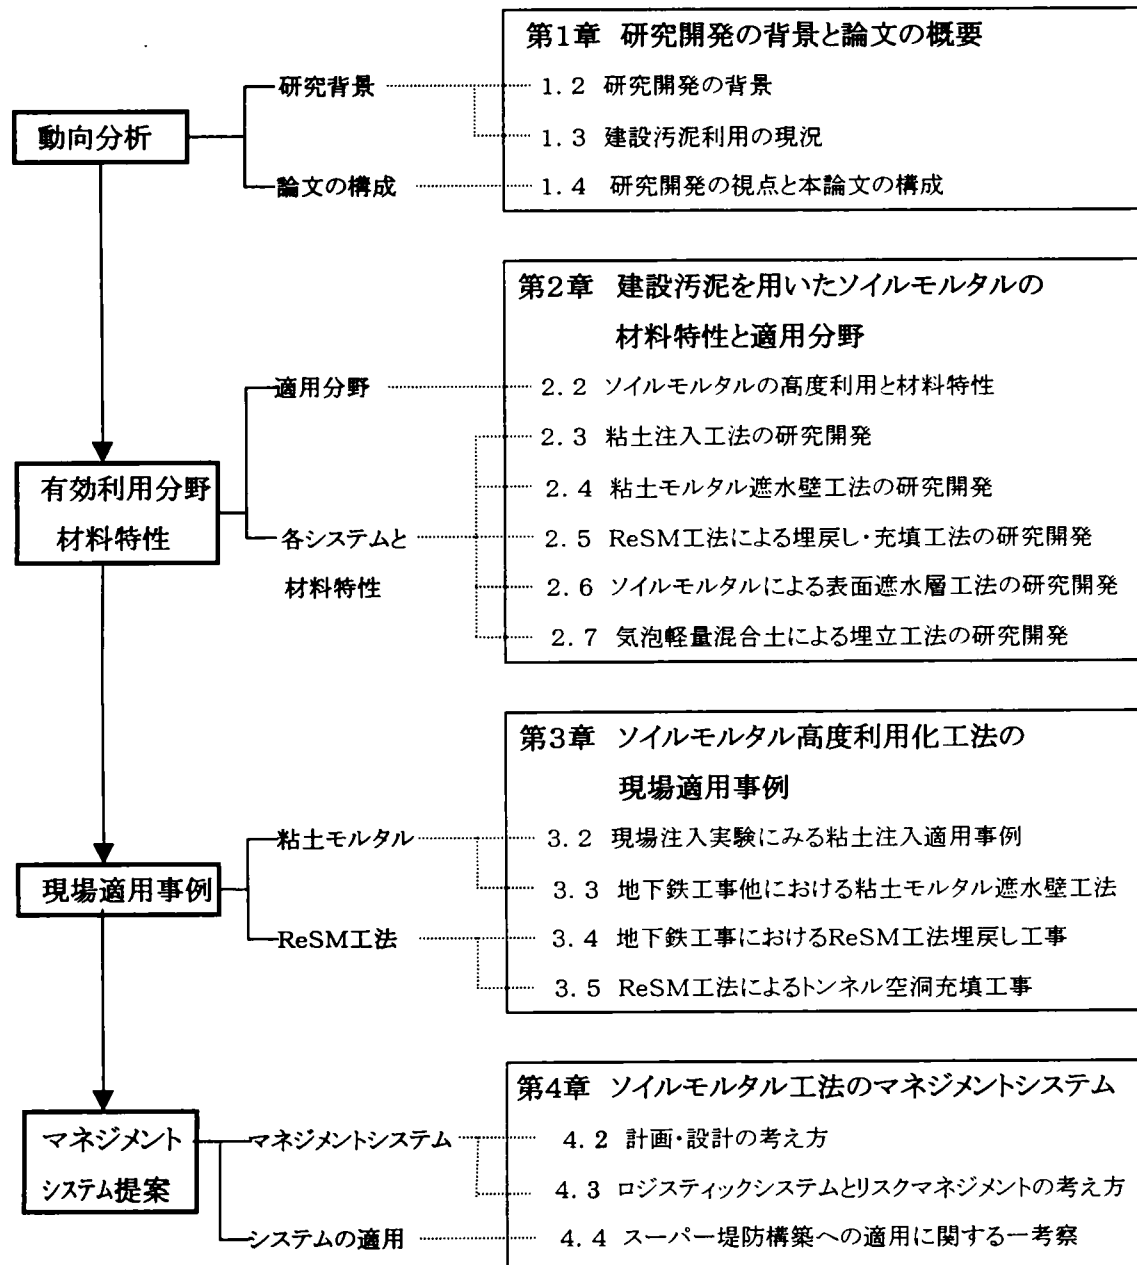 第1章 研究開発の背景と論文の概要
研究背景
1.2 研究開発の背景
動向分析
1.3 建設汚泥利用の現況
論文の構成
1.4 研究開発の視点と本論文の構成
第2章 建設汚泥を用いたソイルモルタルの
材料特性と適用分野
適用分野
2.2 ソイルモルタルの高度利用と材料特性
2.3 粘土注入工法の研究開発
有効利用分野
材料特性
2.4 粘土モルタル遮水壁工法の研究開発
各システムと
材料特性
2.5 ReSM工法による埋戻し・充填工法の研究開発
2.6 ソイルモルタルによる表面遮水層工法の研究開発
2.7 気泡軽量混合土による埋立工法の研究開発
第3章 ソイルモルタル高度利用化工法の
現場適用事例
粘土モルタル
3.2 現場注入実験にみる粘土注入適用事例
現場適用事例
3.3 地下鉄工事他における粘土モルタル遮水壁工法
ReSM工法
3.4 地下鉄工事におけるReSM工法埋戻し工事
3.5 ReSM工法によるトンネル空洞充填工事
第4章 ソイルモルタル工法のマネジメントシステム
マネジメント
システム提案
マネジメントシステム
4.2 計画・設計の考え方
4.3 ロジスティックシステムとリスクマネジメントの考え方
システムの適用
4.4 スーパー堤防構築への適用に関する一考察